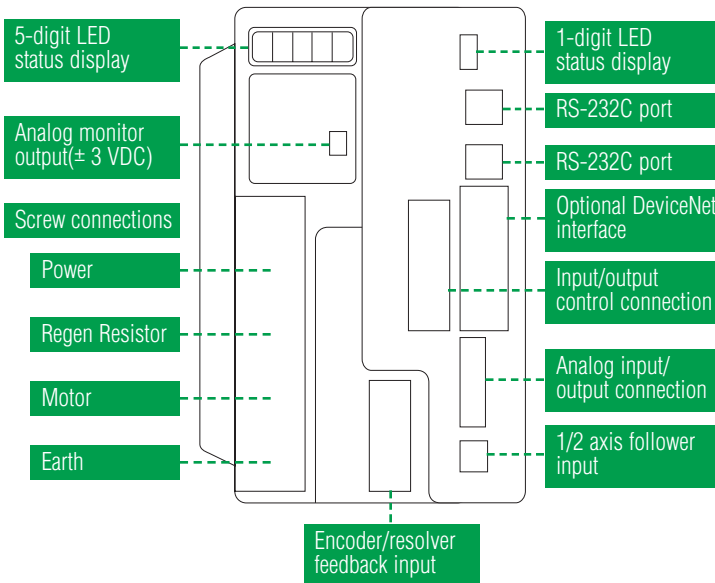 5-digit LED
status display
Analog monitor
output(± 3 VDC)
Screw connections
Power
Regen Resistor
Motor
Earth
1-digit LED
status display
RS-232C port
RS-232C port
Optional DeviceNet
interface
Input/output
control connection
Analog input/
output connection
1/2 axis follower
input
Encoder/resolver
feedback input